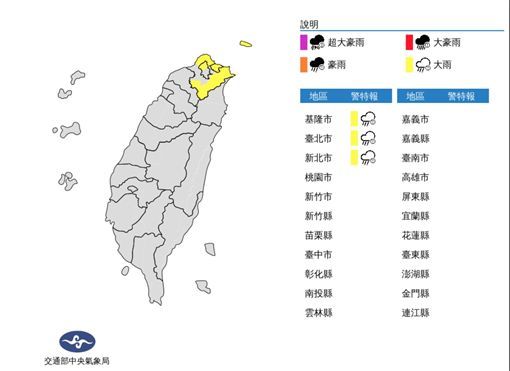 說明
超大豪雨 大豪雨
豪雨 大雨
地區 警特報 地區 警特報
基隆市 嘉義市
臺北市 嘉義縣
新北市 臺南市
桃園市 高雄市
新竹市 屏東縣
新竹縣 宜蘭縣
苗栗縣 花蓮縣
臺中市 臺東縣
彰化縣 澎湖縣
南投縣 金門縣
雲林縣 連江縣
交通部中央氣象局